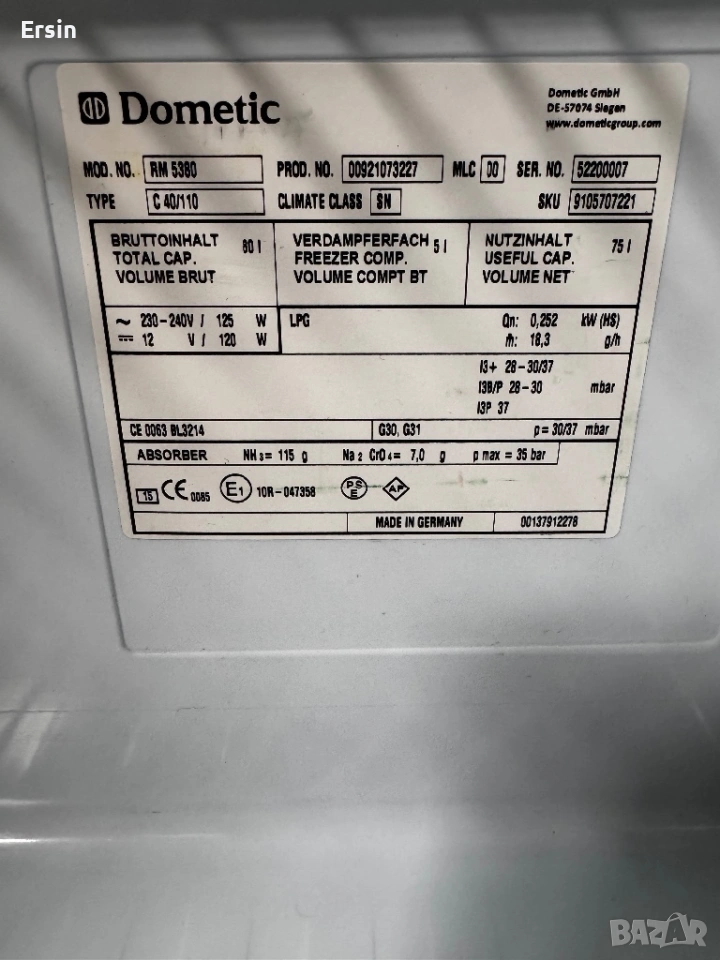 Ersin
Dometic
Dometic GmbH
DE-57074 Siegen
www.dometicgroup.com
MOD. NO. RM 5380 PROD. NO. 00921073227 MLC 00 SER. NO. 52200007
TYPE C 40/110 CLIMATE CLASS SN SKU 9105707221
BRUTTOINHALT 80 l
TOTAL CAP.
VOLUME BRUT
VERDAMPFERFACH 5 l
FREEZER COMP.
VOLUME COMPT BT
NUTZINHALT 75 l
USEFUL CAP.
VOLUME NET
~ 230-240V / 125 W
⎓ 12 V / 120 W
LPG Qn: 0,252 kW (HS)
ṁ: 18,3 g/h
I3+ 28-30/37
I3B/P 28-30 mbar
I3P 37
CE 0063 BL3214 G30, G31 p= 30/37 mbar
ABSORBER NH3= 115 g Na2 CrO4= 7,0 g p max = 35 bar
15 CE 0085 E1 10R-047358 PSE AP
MADE IN GERMANY 00137912278
BAZAR